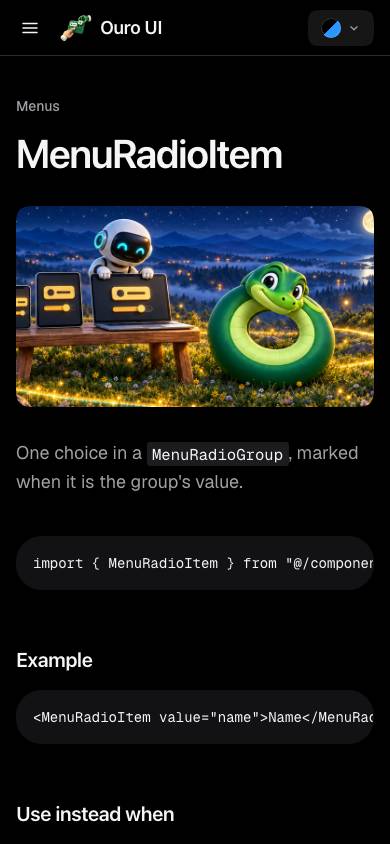 Ouro UI
Menus
MenuRadioItem
One choice in a MenuRadioGroup, marked
when it is the group's value.
import { MenuRadioItem } from "@/componen
Example
<MenuRadioItem value="name">Name</MenuRad
Use instead when